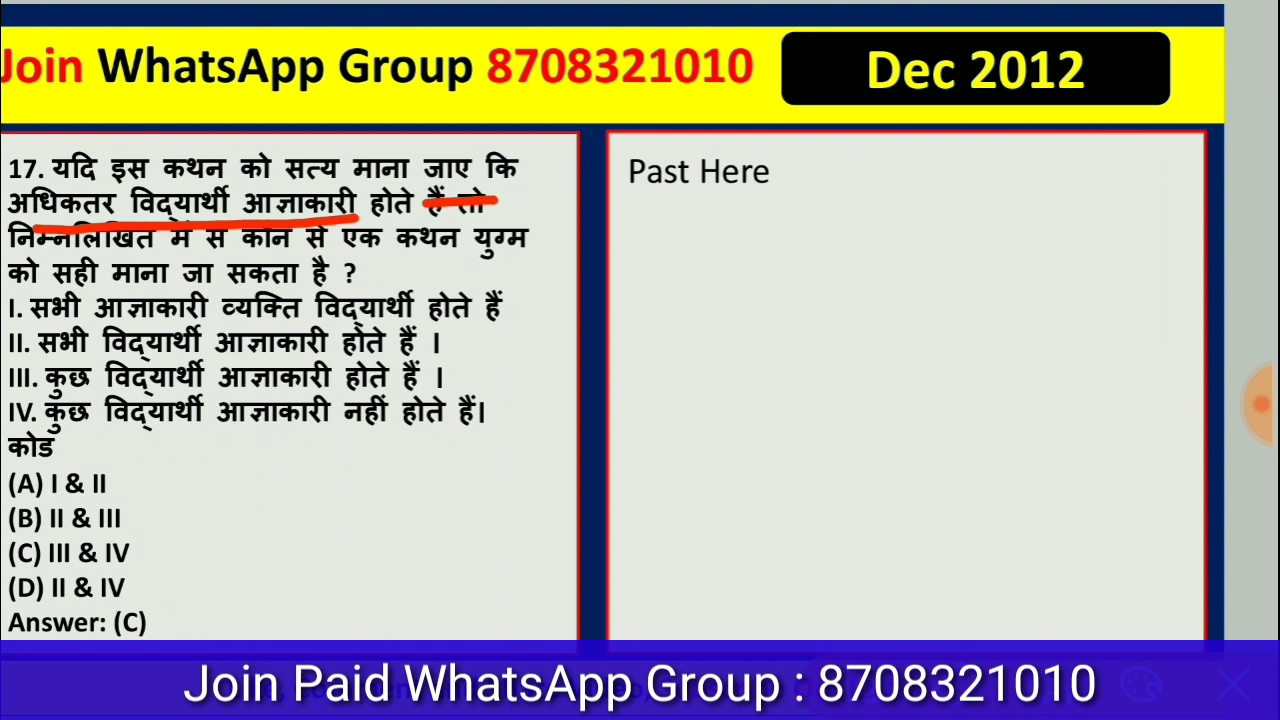 Join WhatsApp Group 8708321010
Dec 2012
17. यदि इस कथन को सत्य माना जाए कि
अधिकतर विद्यार्थी आज्ञाकारी होते हैं तो
निम्नलिखित में से कौन से एक कथन युग्म
को सही माना जा सकता है ?
I. सभी आज्ञाकारी व्यक्ति विद्यार्थी होते हैं
II. सभी विद्यार्थी आज्ञाकारी होते हैं ।
III. कुछ विद्यार्थी आज्ञाकारी होते हैं ।
IV. कुछ विद्यार्थी आज्ञाकारी नहीं होते हैं।
कोड
(A) I & II
(B) II & III
(C) III & IV
(D) II & IV
Answer: (C)
Past Here
Join Paid WhatsApp Group : 8708321010